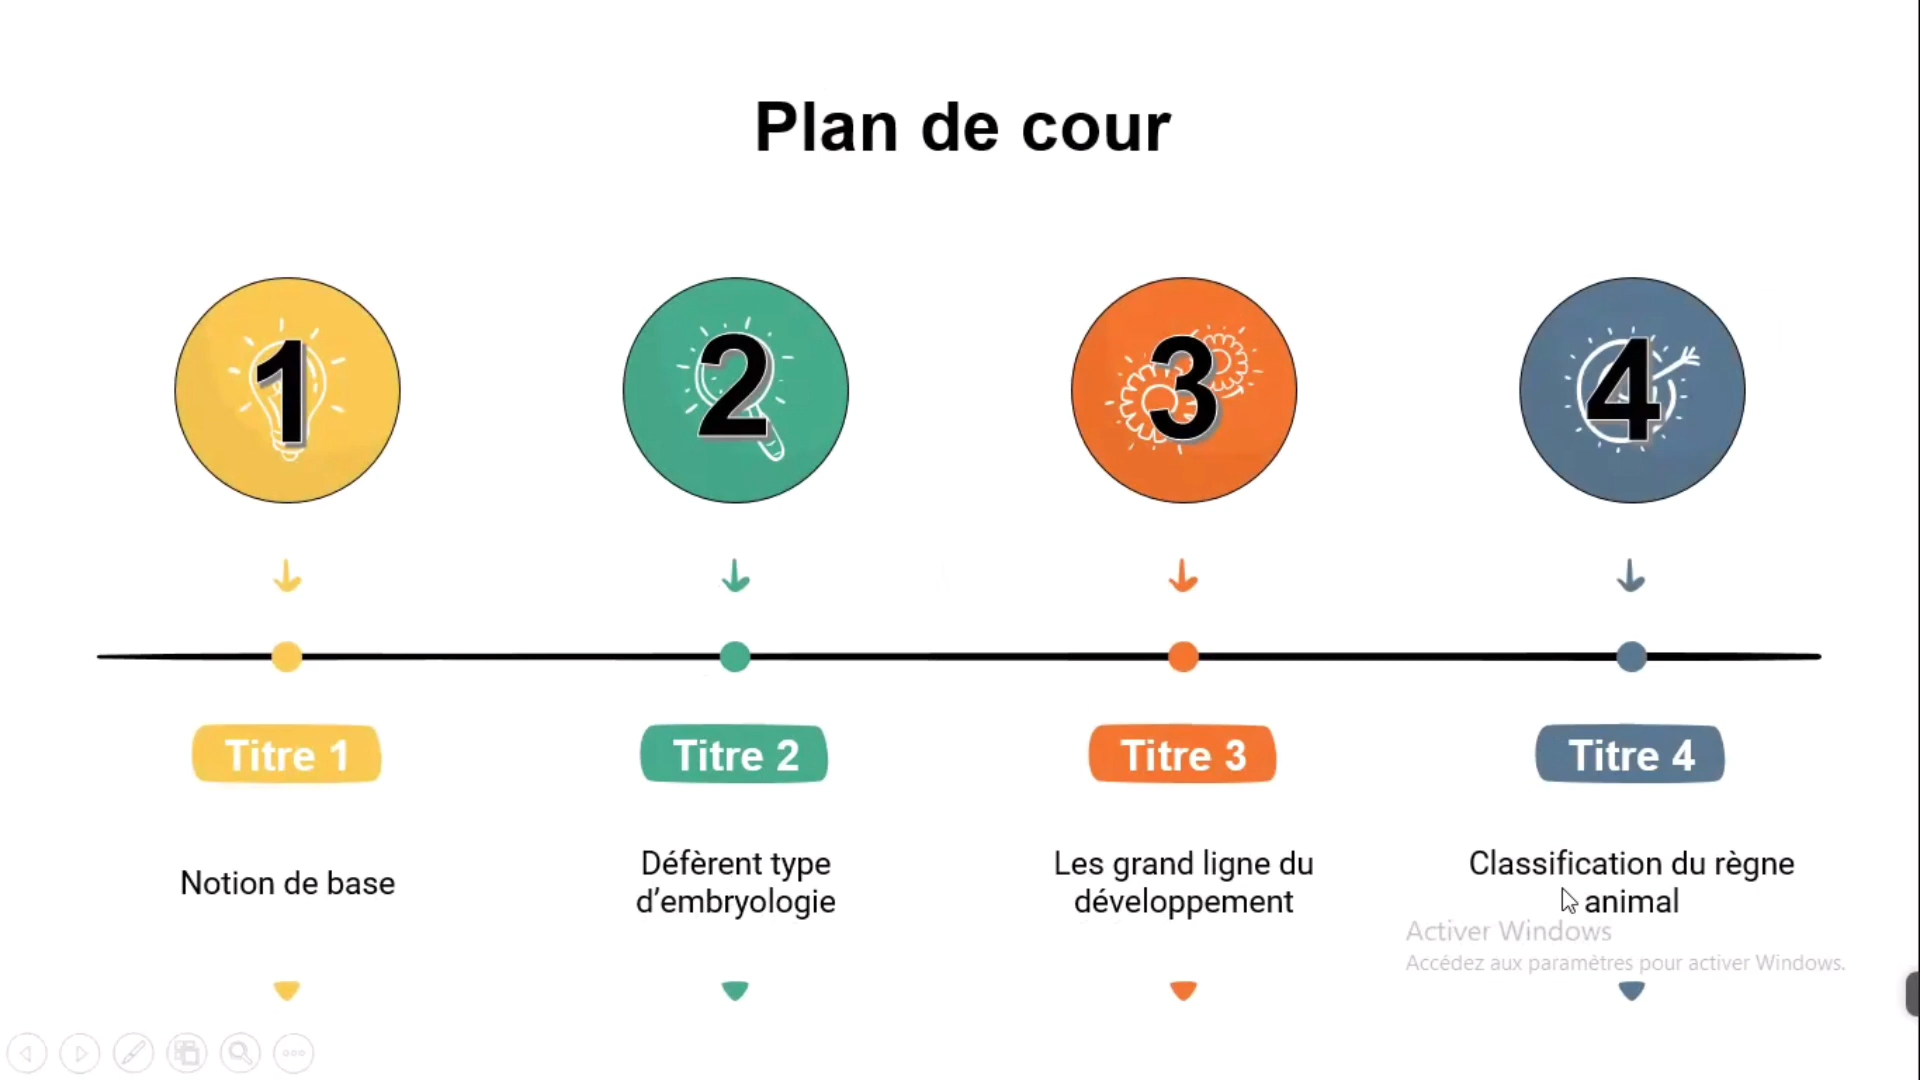 Plan de cour
1
2
3
4
Titre 1
Titre 2
Titre 3
Titre 4
Notion de base
Défèrent type
d’embryologie
Les grand ligne du
développement
Classification du règne
animal
Activer Windows
Accédez aux paramètres pour activer Windows.